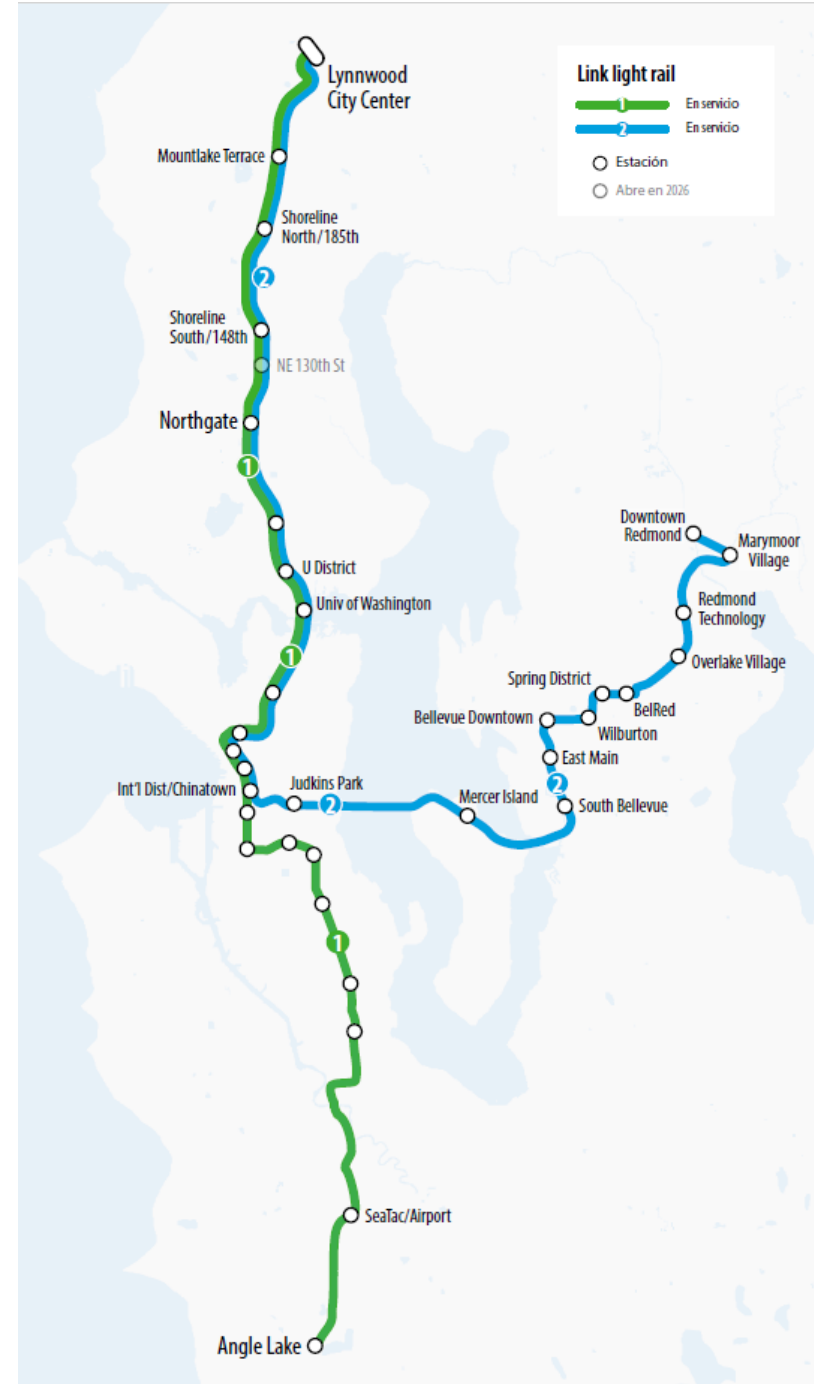 Link light rail
1 En servicio
2 En servicio
Estación
Abre en 2026
Lynnwood
City Center
Mountlake Terrace
Shoreline
North/185th
2
Shoreline
South/148th
NE 130th St
Northgate
1
U District
Univ of Washington
1
Downtown
Redmond
Marymoor
Village
Redmond
Technology
Overlake Village
Spring District
BelRed
Wilburton
Bellevue Downtown
East Main
2
South Bellevue
Mercer Island
Judkins Park
2
Int'l Dist/Chinatown
1
SeaTac/Airport
Angle Lake